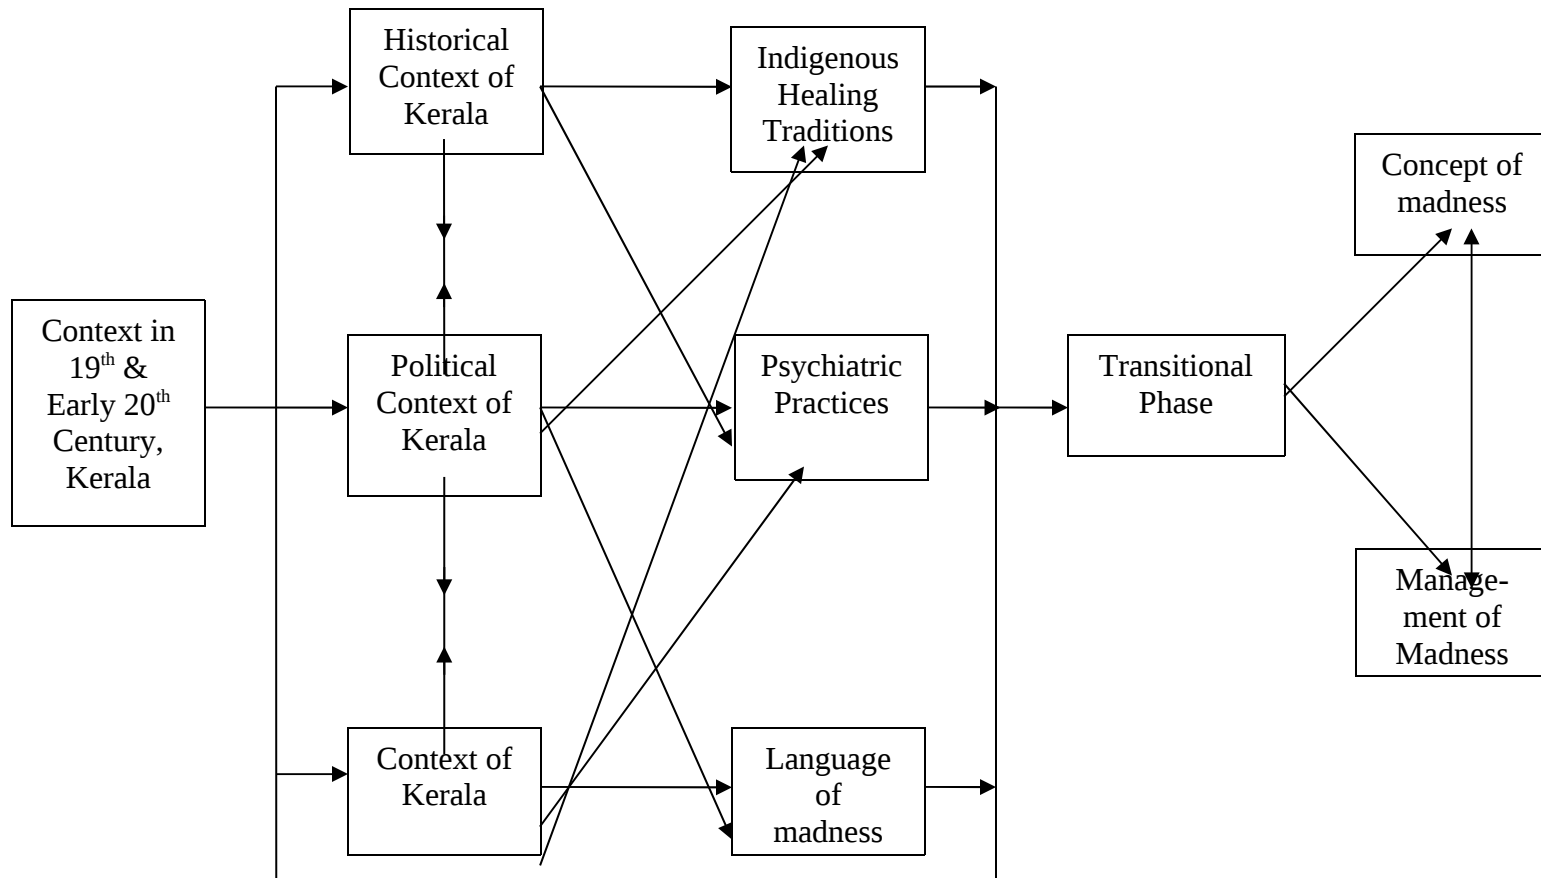 Historical
Context of
Kerala
Indigenous
Healing
Traditions
Concept of
madness
Context in
19th &
Early 20th
Century,
Kerala
Political
Context of
Kerala
Psychiatric
Practices
Transitional
Phase
Manage-
ment of
Madness
Context of
Kerala
Language
of
madness